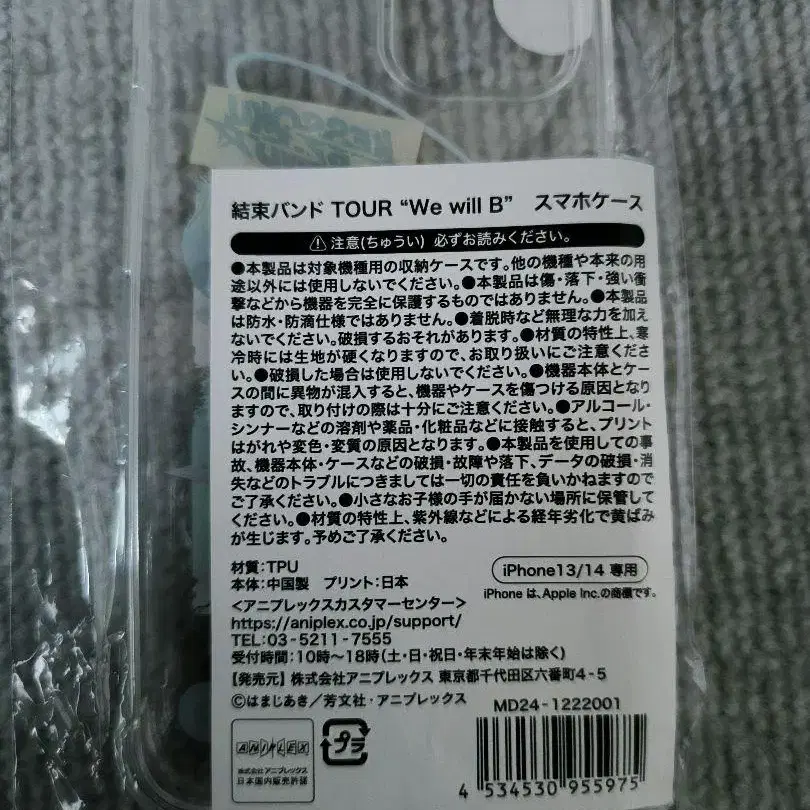 結束バンド TOUR “We will B” スマホケース
⚠注意(ちゅうい) 必ずお読みください。
●本製品は対象機種用の収納ケースです。他の機種や本来の用
途以外には使用しないでください。●本製品は傷・落下・強い衝
撃などから機器を完全に保護するものではありません。●本製品
は防水・防滴仕様ではありません。●着脱時など無理な力を加え
ないでください。破損するおそれがあります。●材質の特性上、寒
冷時には生地が硬くなりますので、お取り扱いにご注意くださ
い。●破損した場合は使用しないでください。●機器本体とケー
スの間に異物が混入すると、機器やケースを傷つける原因となり
ますので、取り付けの際は十分にご注意ください。●アルコール・
シンナーなどの溶剤や薬品・化粧品などに接触すると、プリント
はがれや変色・変質の原因となります。●本製品を使用しての事
故、機器本体・ケースなどの破損・故障や落下、データの破損・消
失などのトラブルにつきましては一切の責任を負いかねますので
ご了承ください。●小さなお子様の手が届かない場所に保管して
ください。●材質の特性上、紫外線などによる経年劣化で黄ばみ
が生じます。予めご了承ください。
材質:TPU
本体:中国製 プリント:日本
iPhone13/14 専用
iPhone は、Apple Inc.の商標です。
<アニプレックスカスタマーセンター>
https://aniplex.co.jp/support/
TEL:03-5211-7555
受付時間:10時〜18時(土・日・祝日・年末年始は除く)
【発売元】株式会社アニプレックス 東京都千代田区六番町4-5
©はまじあき/芳文社・アニプレックス
MD24-1222001
ANIPLEX
株式会社アニプレックス
日本国内販売許諾
プラ
4 534530 955975